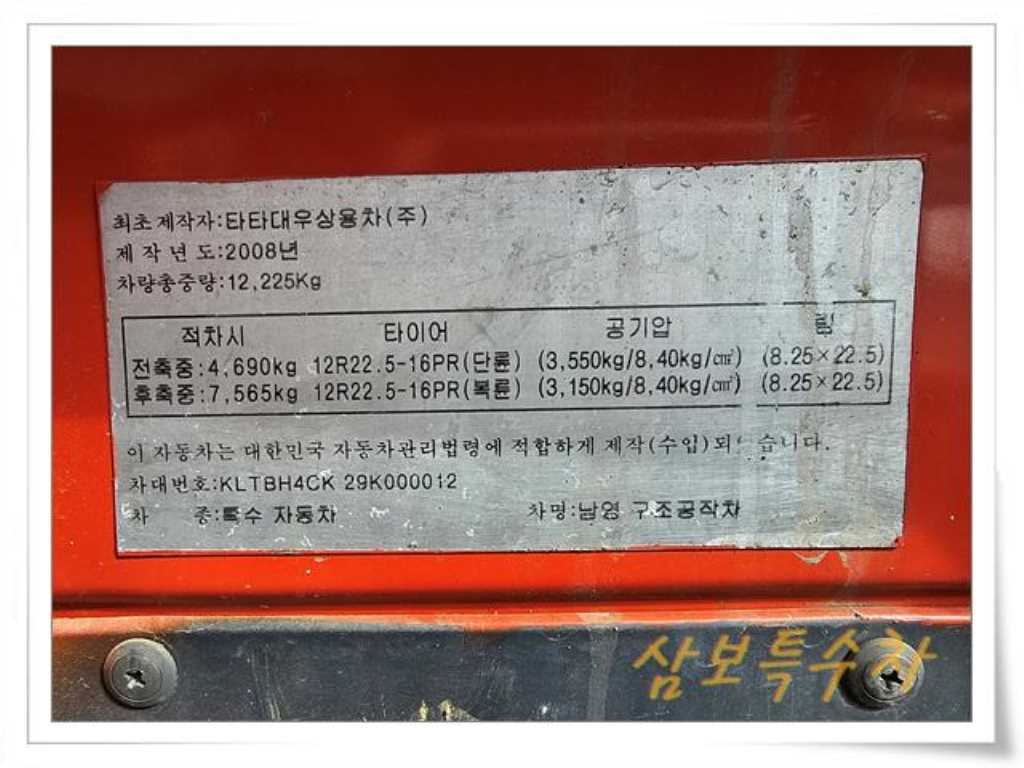 최초제작자:타타대우상용차(주)
제 작 년 도:2008년
차량총중량:12,225Kg
적차시 타이어 공기압 림
전축중:4,690kg 12R22.5-16PR(단륜) (3,550kg/8,40kg/㎠) (8.25×22.5)
후축중:7,565kg 12R22.5-16PR(복륜) (3,150kg/8,40kg/㎠) (8.25×22.5)
이 자동차는 대한민국 자동차관리법령에 적합하게 제작(수입)되 습니다.
차대번호:KLTBH4CK 29K000012
차 종:특수 자동차 차명:남영 구조공작차
삼보특수차